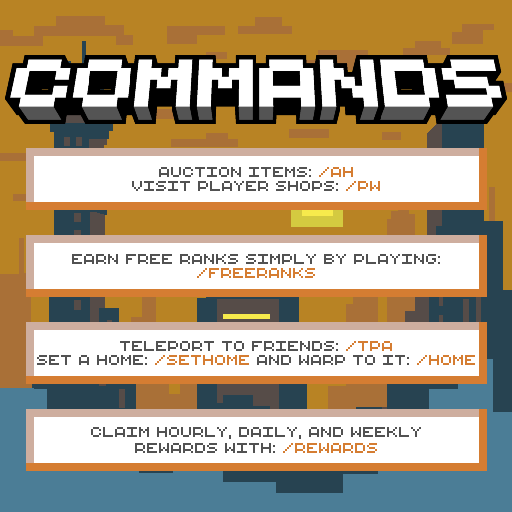 COMMANDS
AUCTION ITEMS: /AH
VISIT PLAYER SHOPS: /PW
EARN FREE RANKS SIMPLY BY PLAYING:
/FREERANKS
TELEPORT TO FRIENDS: /TPA
SET A HOME: /SETHOME AND WARP TO IT: /HOME
CLAIM HOURLY, DAILY, AND WEEKLY
REWARDS WITH: /REWARDS